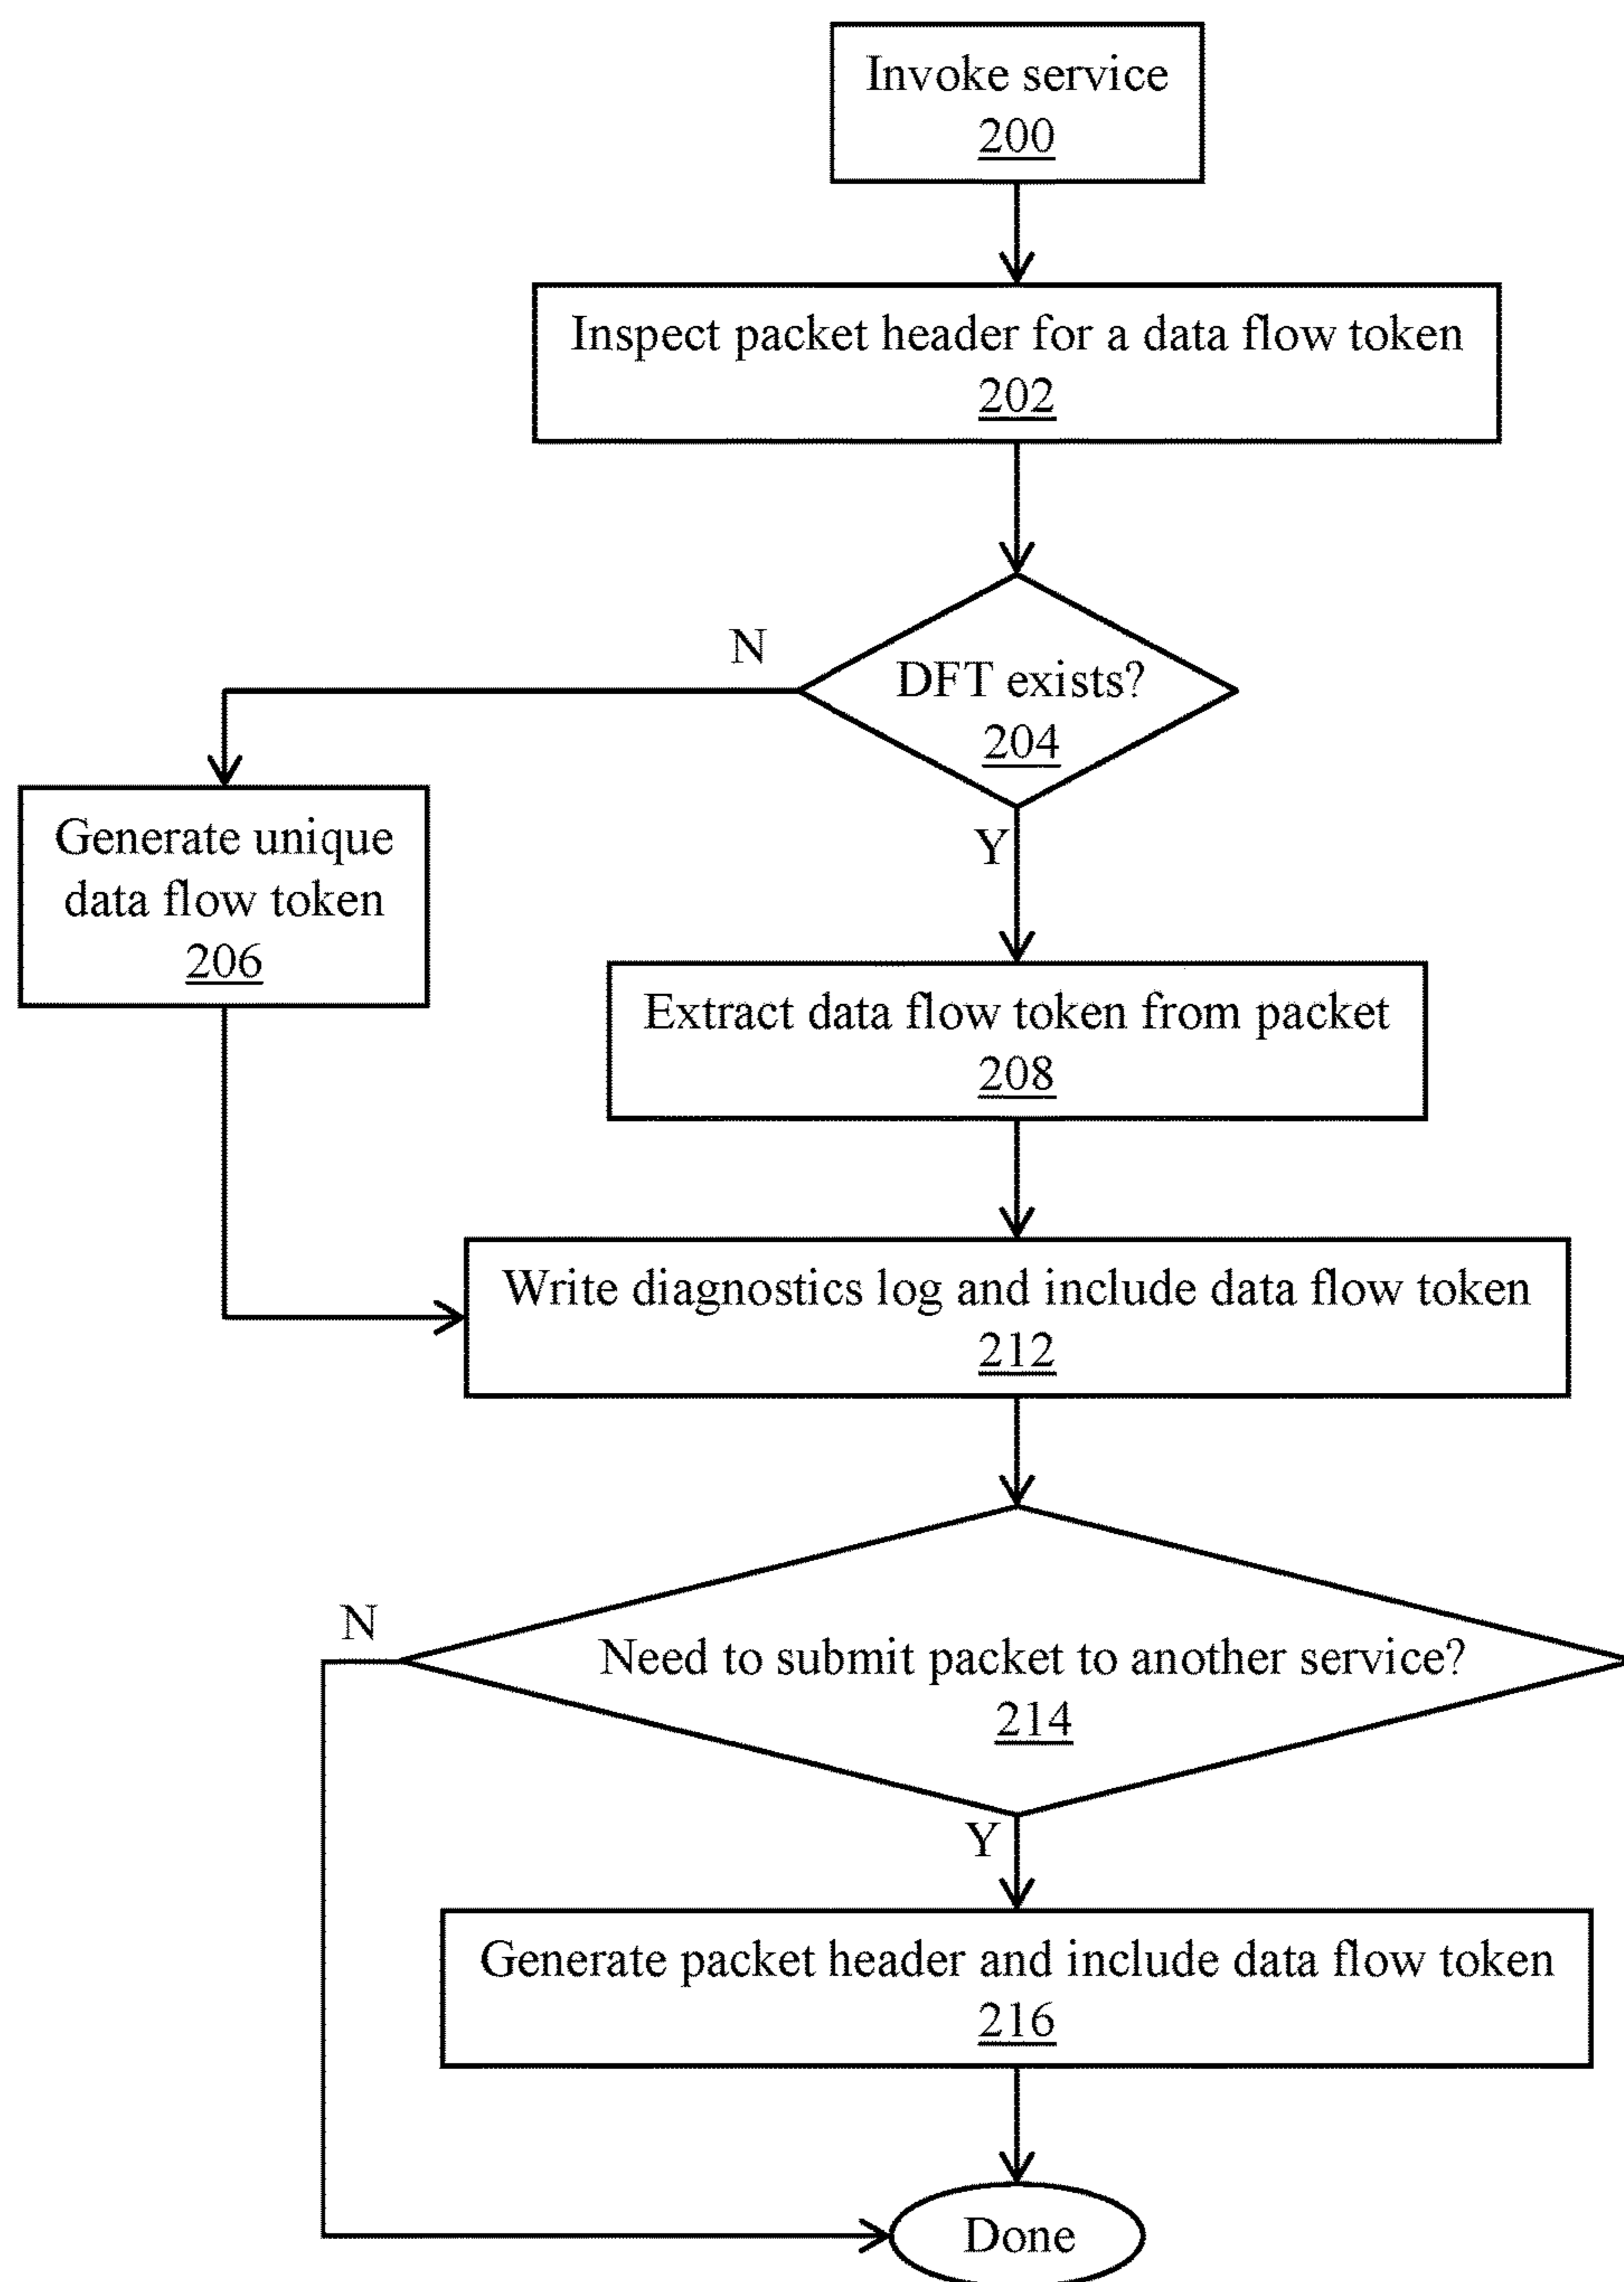 Invoke service
200
Inspect packet header for a data flow token
202
N
DFT exists?
204
Y
Generate unique
data flow token
206
Extract data flow token from packet
208
Write diagnostics log and include data flow token
212
N
Need to submit packet to another service?
214
Y
Generate packet header and include data flow token
216
Done